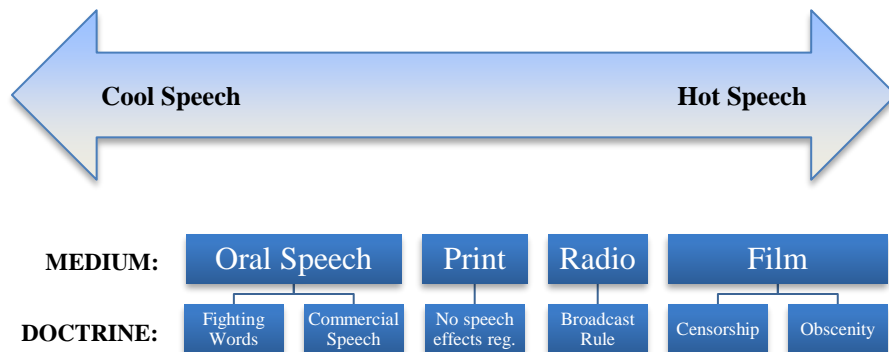 Cool Speech Hot Speech
MEDIUM: Oral Speech Print Radio Film
DOCTRINE: Fighting Words Commercial Speech No speech effects reg. Broadcast Rule Censorship Obscenity